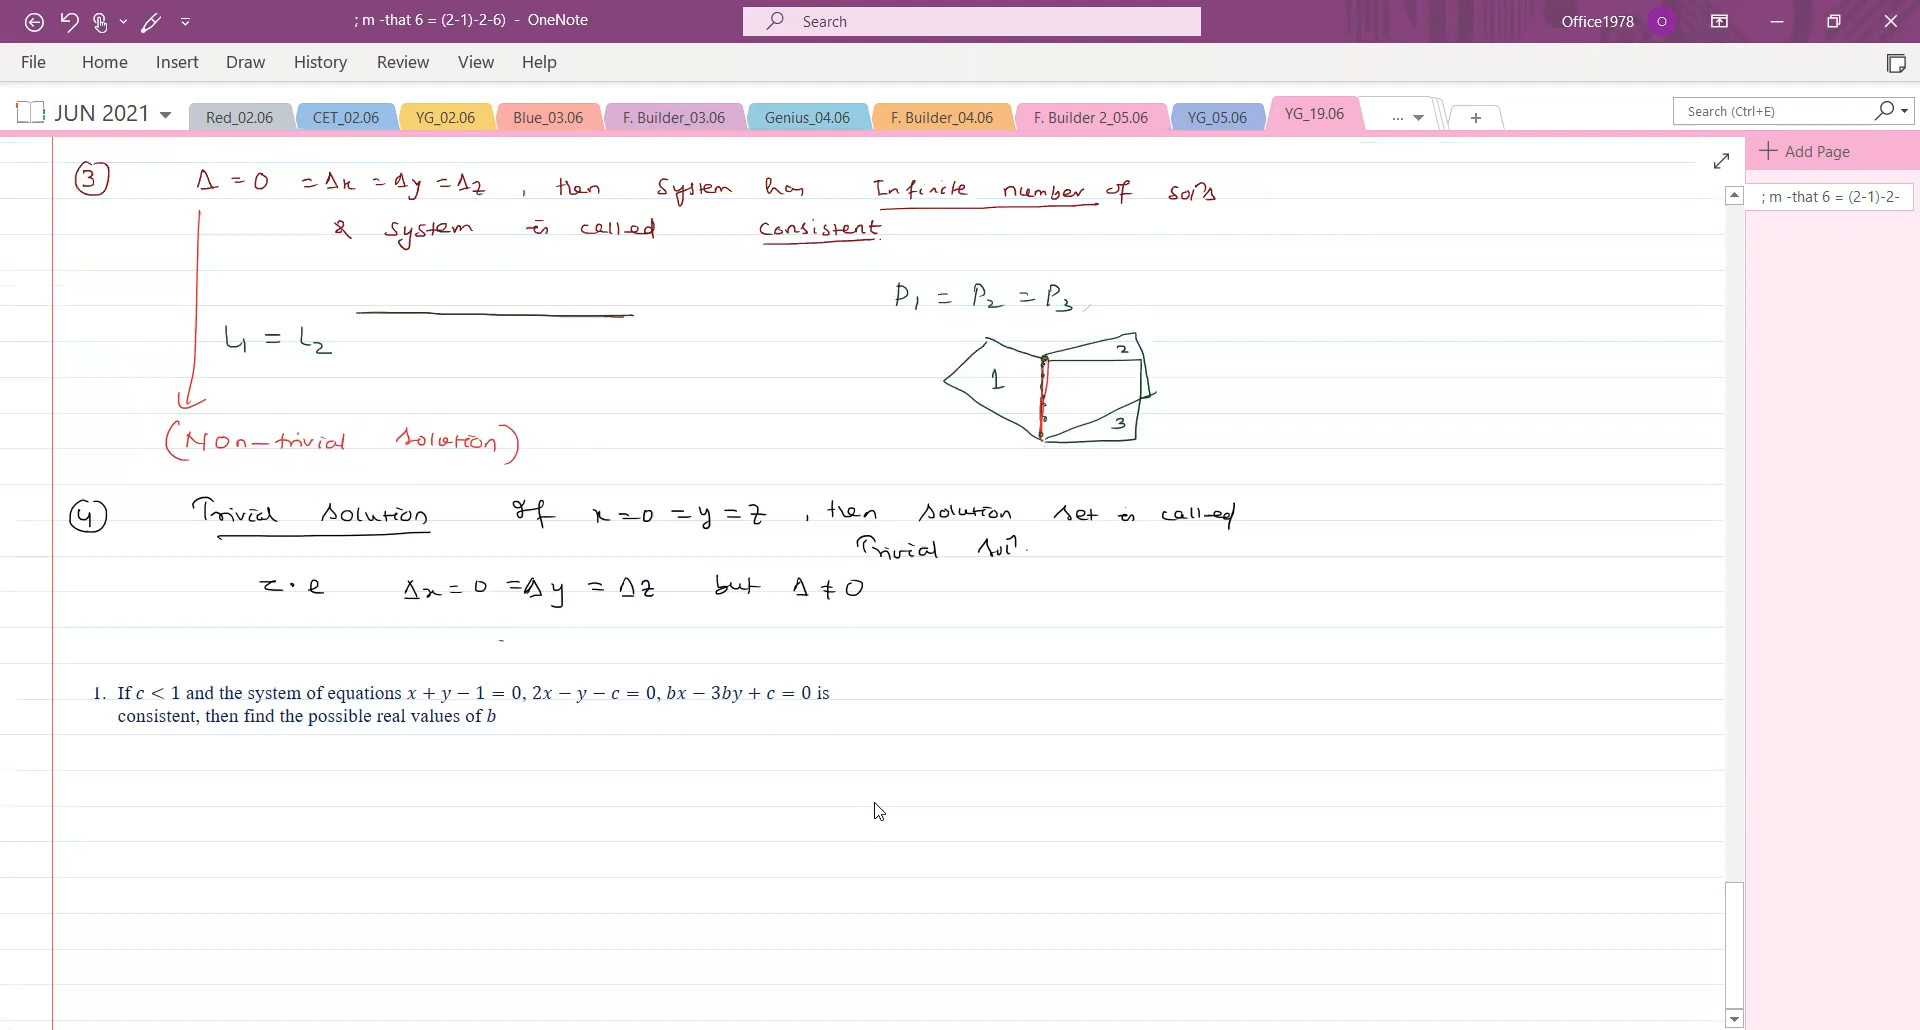 ; m -that 6 = (2-1)-2-6) - OneNote
Search
Office1978
O
File Home Insert Draw History Review View Help
JUN 2021
Red_02.06 CET_02.06 YG_02.06 Blue_03.06 F. Builder_03.06 Genius_04.06 F. Builder_04.06 F. Builder 2_05.06 YG_05.06 YG_19.06 ... +
Search (Ctrl+E)
Add Page
; m -that 6 = (2-1)-2-
③ Δ = 0 = Δx = Δy = Δz , then system has Infinite number of solⁿs
& system is called consistent.
P₁ = P₂ = P₃
L₁ = L₂
1
2
3
(Non-trivial solution)
④ Trivial solution If x = 0 = y = z , then solution set is called
Trivial solⁿ.
i.e Δx = 0 = Δy = Δz but Δ ≠ 0
1. If c < 1 and the system of equations x + y − 1 = 0, 2x − y − c = 0, bx − 3by + c = 0 is
consistent, then find the possible real values of b